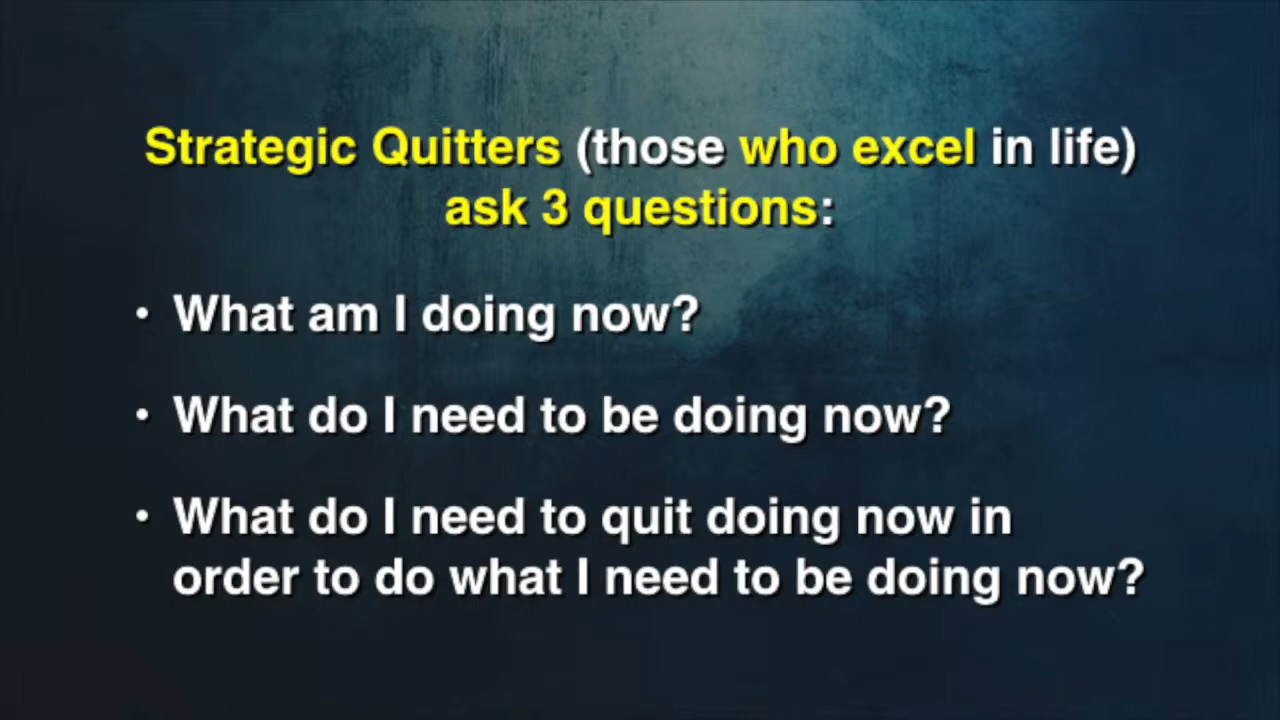 Strategic Quitters (those who excel in life)
ask 3 questions:
• What am I doing now?
• What do I need to be doing now?
• What do I need to quit doing now in
order to do what I need to be doing now?